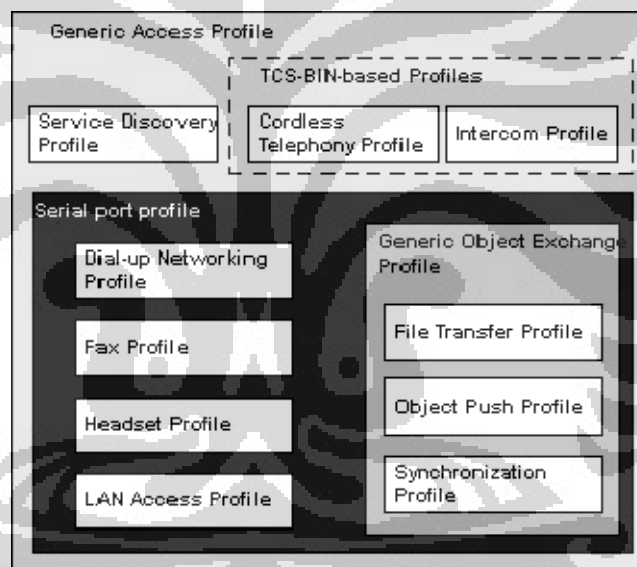 Generic Access Profile
TCS-BIN-based Profiles
Service Discovery
Profile
Cordless
Telephony Profile
Intercom Profile
Serial port profile
Dial-up Networking
Profile
Fax Profile
Headset Profile
LAN Access Profile
Generic Object Exchange
Profile
File Transfer Profile
Object Push Profile
Synchronization
Profile